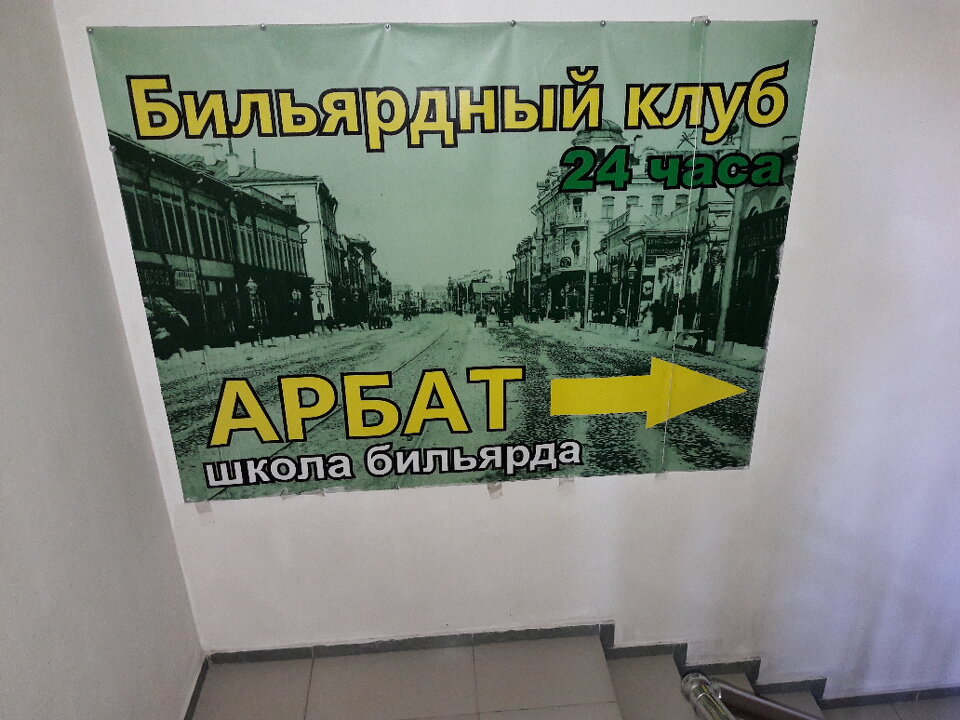 Бильярдный клуб
24 часа
АРБАТ
школа бильярда